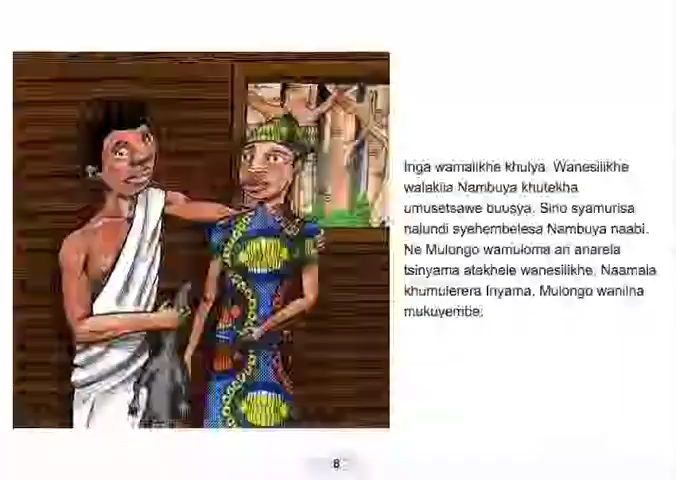 Inga wamalikhe khulya. Wanesilikhe
walakila Nambuya khutekha
umusetsawe buusya. Sino syamurisa
nalundi syehembelesa Nambuya naabi.
Ne Mulongo wamuloma ari anarela
tsinyama atakhele wanesilikhe. Naamala
khumulerera Inyama, Mulongo wanilha
mukuyembe.
8